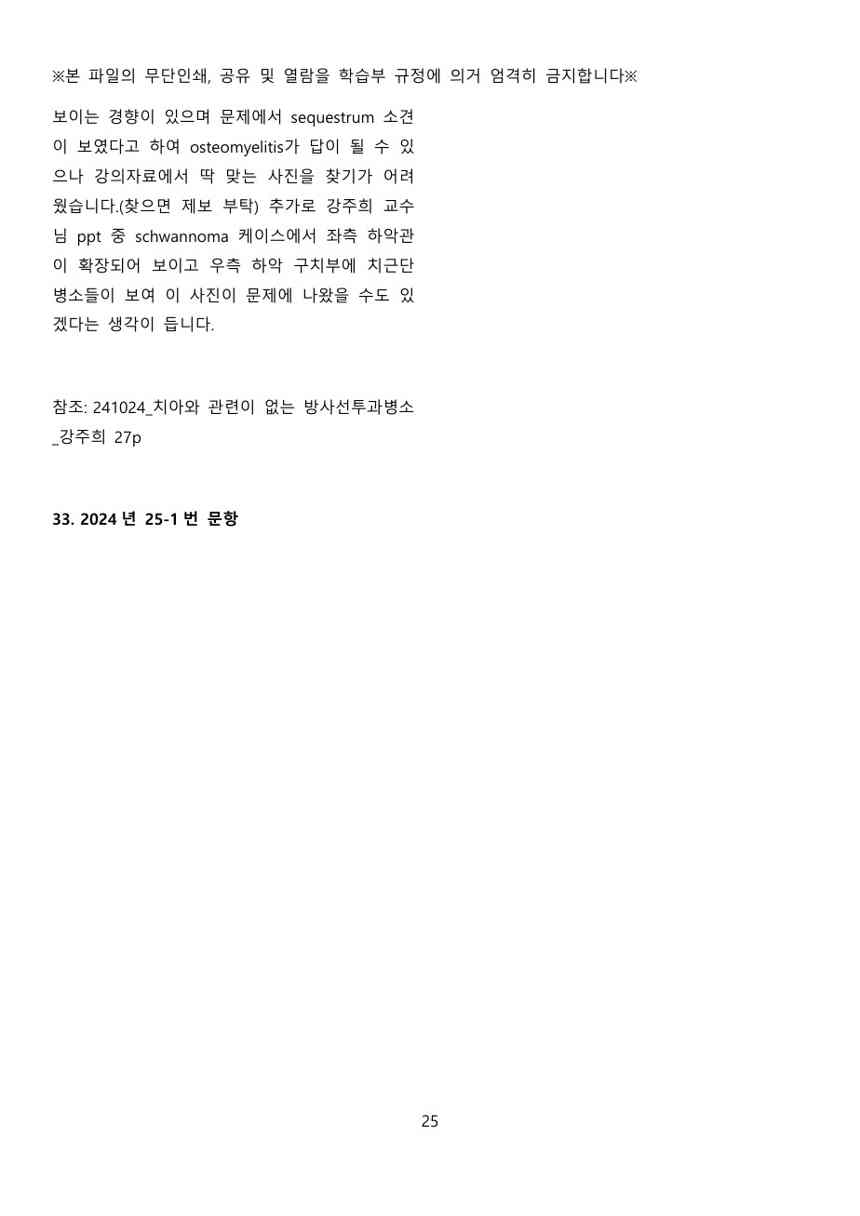 ※본 파일의 무단인쇄, 공유 및 열람을 학습부 규정에 의거 엄격히 금지합니다※
보이는 경향이 있으며 문제에서 sequestrum 소견
이 보였다고 하여 osteomyelitis가 답이 될 수 있
으나 강의자료에서 딱 맞는 사진을 찾기가 어려
웠습니다.(찾으면 제보 부탁) 추가로 강주희 교수
님 ppt 중 schwannoma 케이스에서 좌측 하악관
이 확장되어 보이고 우측 하악 구치부에 치근단
병소들이 보여 이 사진이 문제에 나왔을 수도 있
겠다는 생각이 듭니다.
참조: 241024_치아와 관련이 없는 방사선투과병소
_강주희 27p
33. 2024 년 25-1 번 문항
25